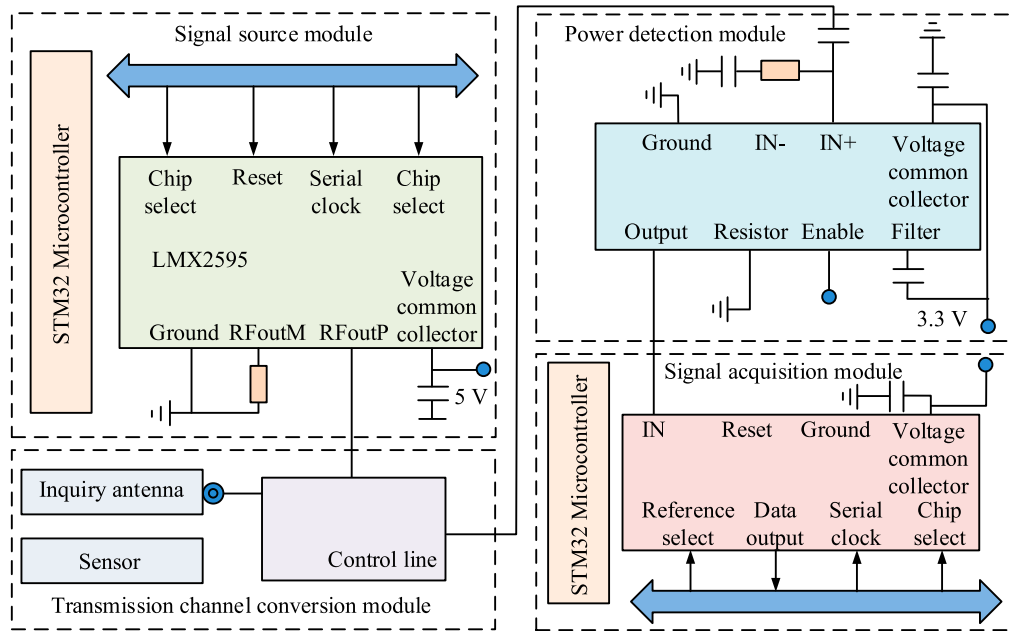 Signal source module
STM32 Microcontroller
Chip
select
Reset
Serial
clock
Chip
select
LMX2595
Voltage
common
collector
Ground
RFoutM
RFoutP
5 V
Inquiry antenna
Sensor
Control line
Transmission channel conversion module
Power detection module
Ground
IN-
IN+
Voltage
common
collector
Output
Resistor
Enable
Filter
3.3 V
Signal acquisition module
STM32 Microcontroller
IN
Reset
Ground
Voltage
common
collector
Reference
select
Data
output
Serial
clock
Chip
select